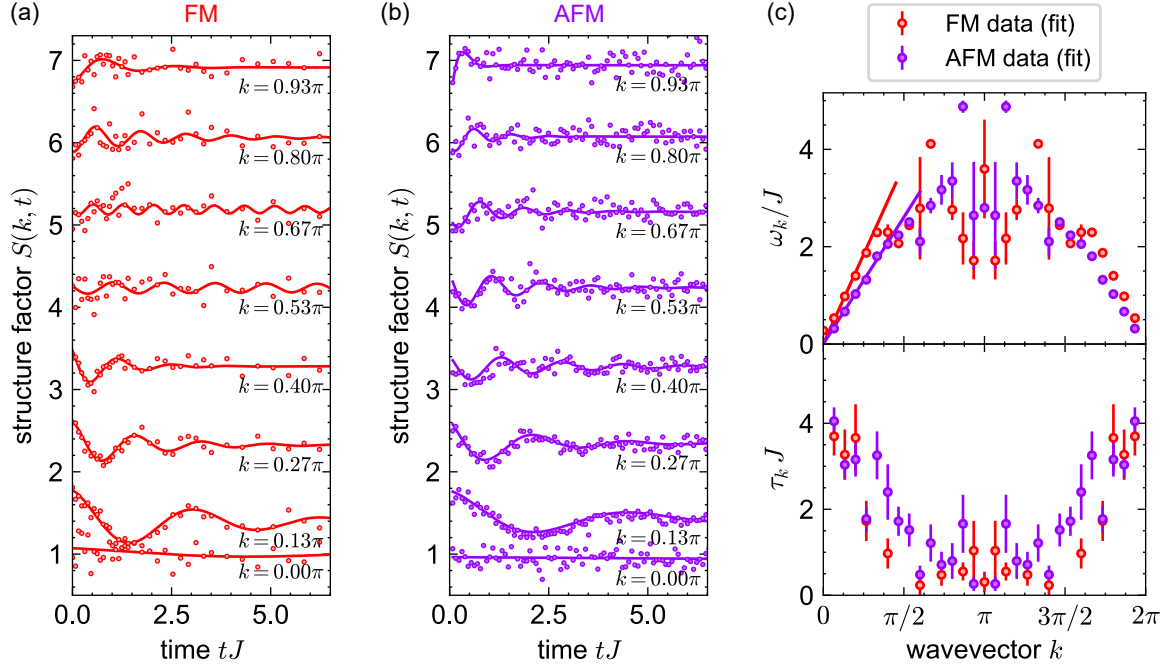 (a)
FM
structure factor S(k, t)
7
6
5
4
3
2
1
k = 0.93π
k = 0.80π
k = 0.67π
k = 0.53π
k = 0.40π
k = 0.27π
k = 0.13π
k = 0.00π
0.0
2.5
5.0
time tJ
(b)
AFM
structure factor S(k, t)
7
6
5
4
3
2
1
k = 0.93π
k = 0.80π
k = 0.67π
k = 0.53π
k = 0.40π
k = 0.27π
k = 0.13π
k = 0.00π
0.0
2.5
5.0
time tJ
(c)
FM data (fit)
AFM data (fit)
ωₖ/J
4
2
0
τₖ J
4
2
0
0
π/2
π
3π/2
2π
wavevector k